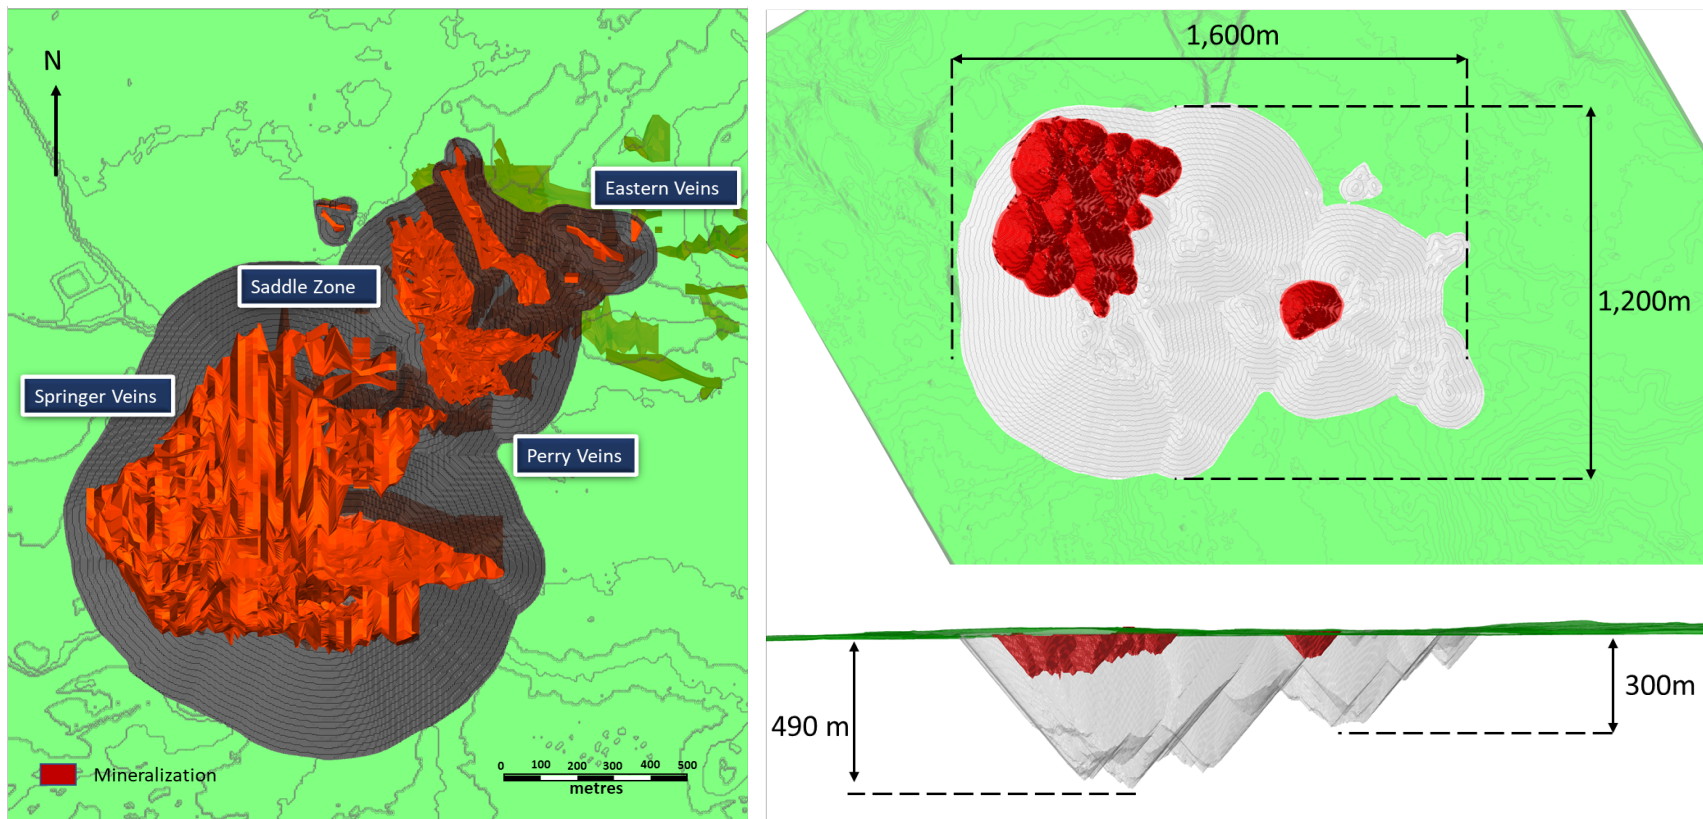 N
Eastern Veins
Saddle Zone
Springer Veins
Perry Veins
Mineralization
0 100 200 300 400 500
metres
1,600m
1,200m
490 m
300m